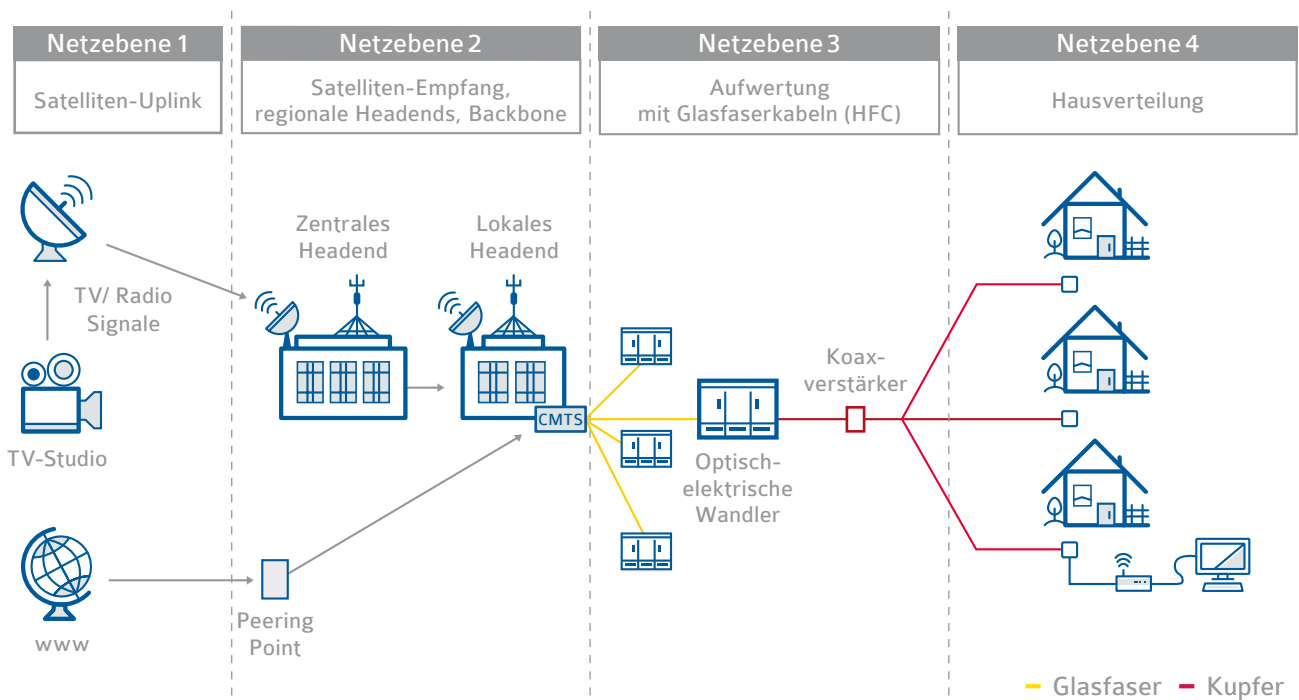 Netzebene 1
Satelliten-Uplink
Netzebene 2
Satelliten-Empfang,
regionale Headends, Backbone
Netzebene 3
Aufwertung
mit Glasfaserkabeln (HFC)
Netzebene 4
Hausverteilung
TV/ Radio
Signale
TV-Studio
www
Zentrales
Headend
Lokales
Headend
CMTS
Peering
Point
Optisch-
elektrische
Wandler
Koax-
verstärker
Glasfaser
Kupfer